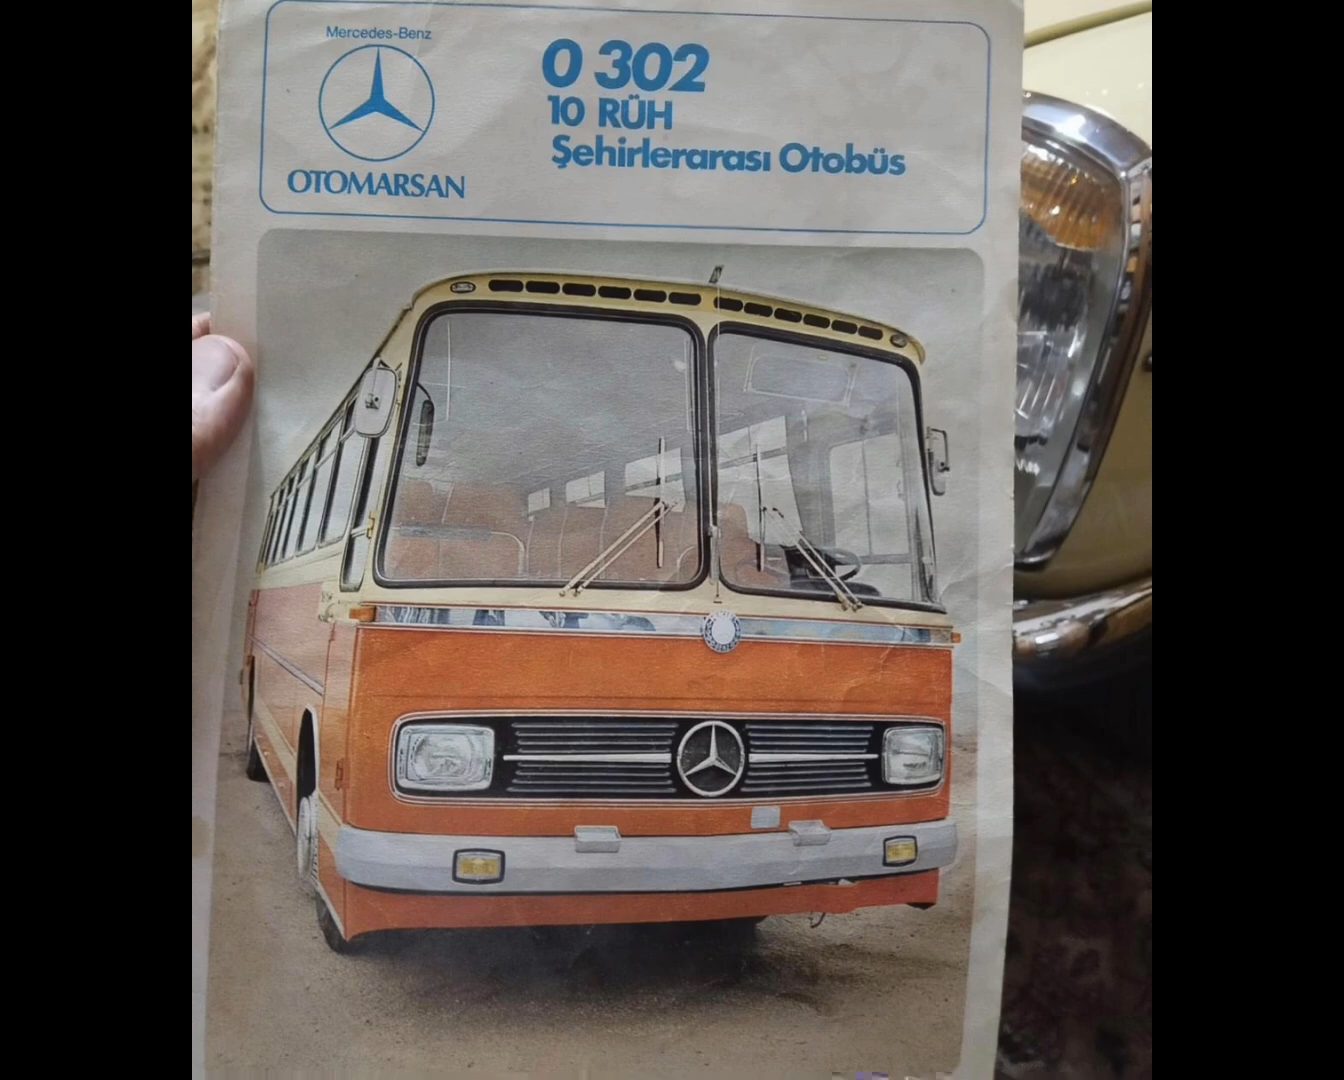 Mercedes-Benz
OTOMARSAN
O 302
10 RÜH
Şehirlerarası Otobüs